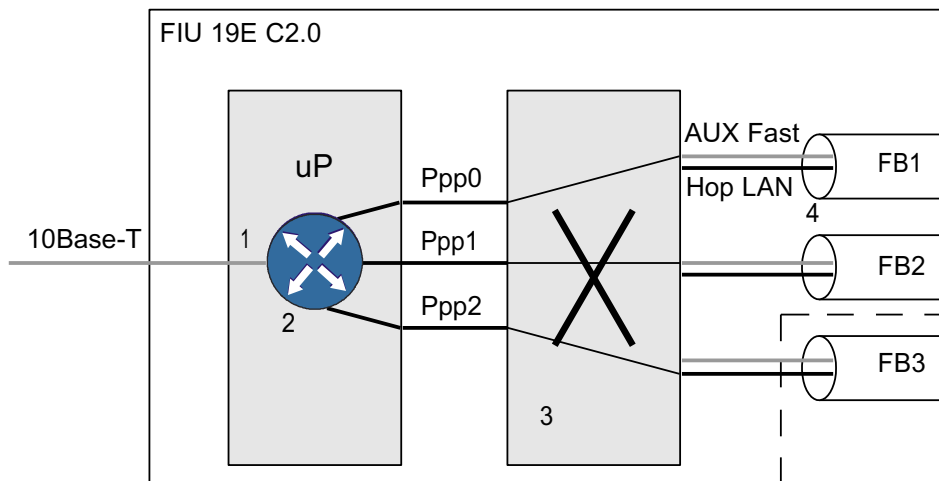 FIU 19E C2.0
AUX Fast
uP
FB1
Ppp0
Hop LAN
4
10Base-T
1
Ppp1
FB2
2
Ppp2
FB3
3